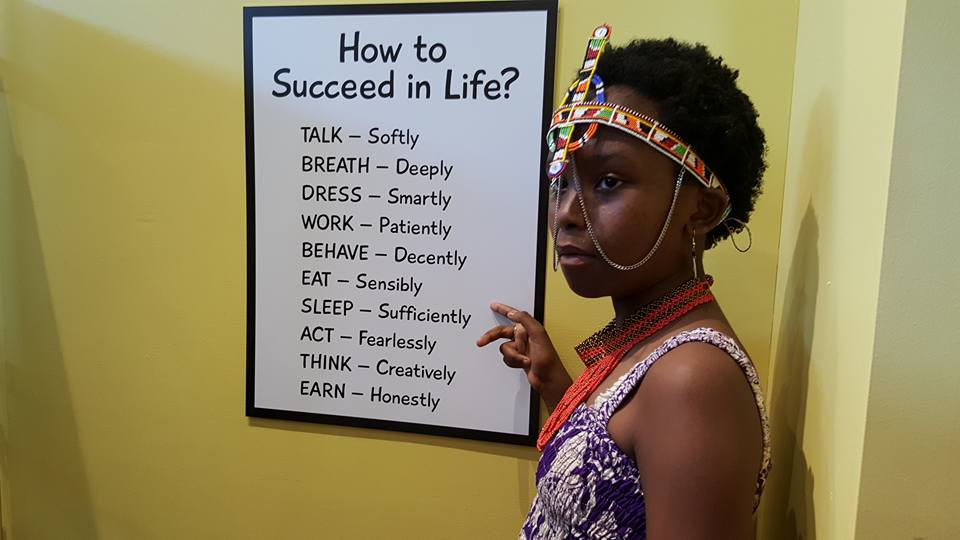 How to
Succeed in Life?
TALK – Softly
BREATH – Deeply
DRESS – Smartly
WORK – Patiently
BEHAVE – Decently
EAT – Sensibly
SLEEP – Sufficiently
ACT – Fearlessly
THINK – Creatively
EARN – Honestly